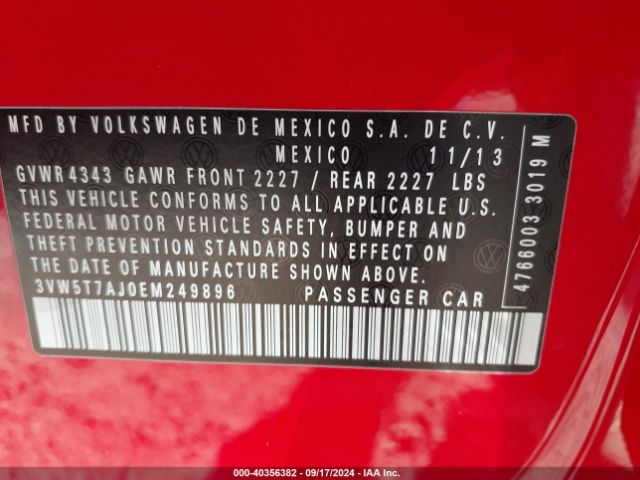 MFD BY VOLKSWAGEN DE MEXICO S.A. DE C.V.
MEXICO 11/13
GVWR 4343 GAWR FRONT 2227 / REAR 2227 LBS
THIS VEHICLE CONFORMS TO ALL APPLICABLE U.S.
FEDERAL MOTOR VEHICLE SAFETY, BUMPER AND
THEFT PREVENTION STANDARDS IN EFFECT ON
THE DATE OF MANUFACTURE SHOWN ABOVE.
3VW5T7AJ0EM249896 PASSENGER CAR
4766003 3019 M
000-40356382 - 09/17/2024 - IAA Inc.